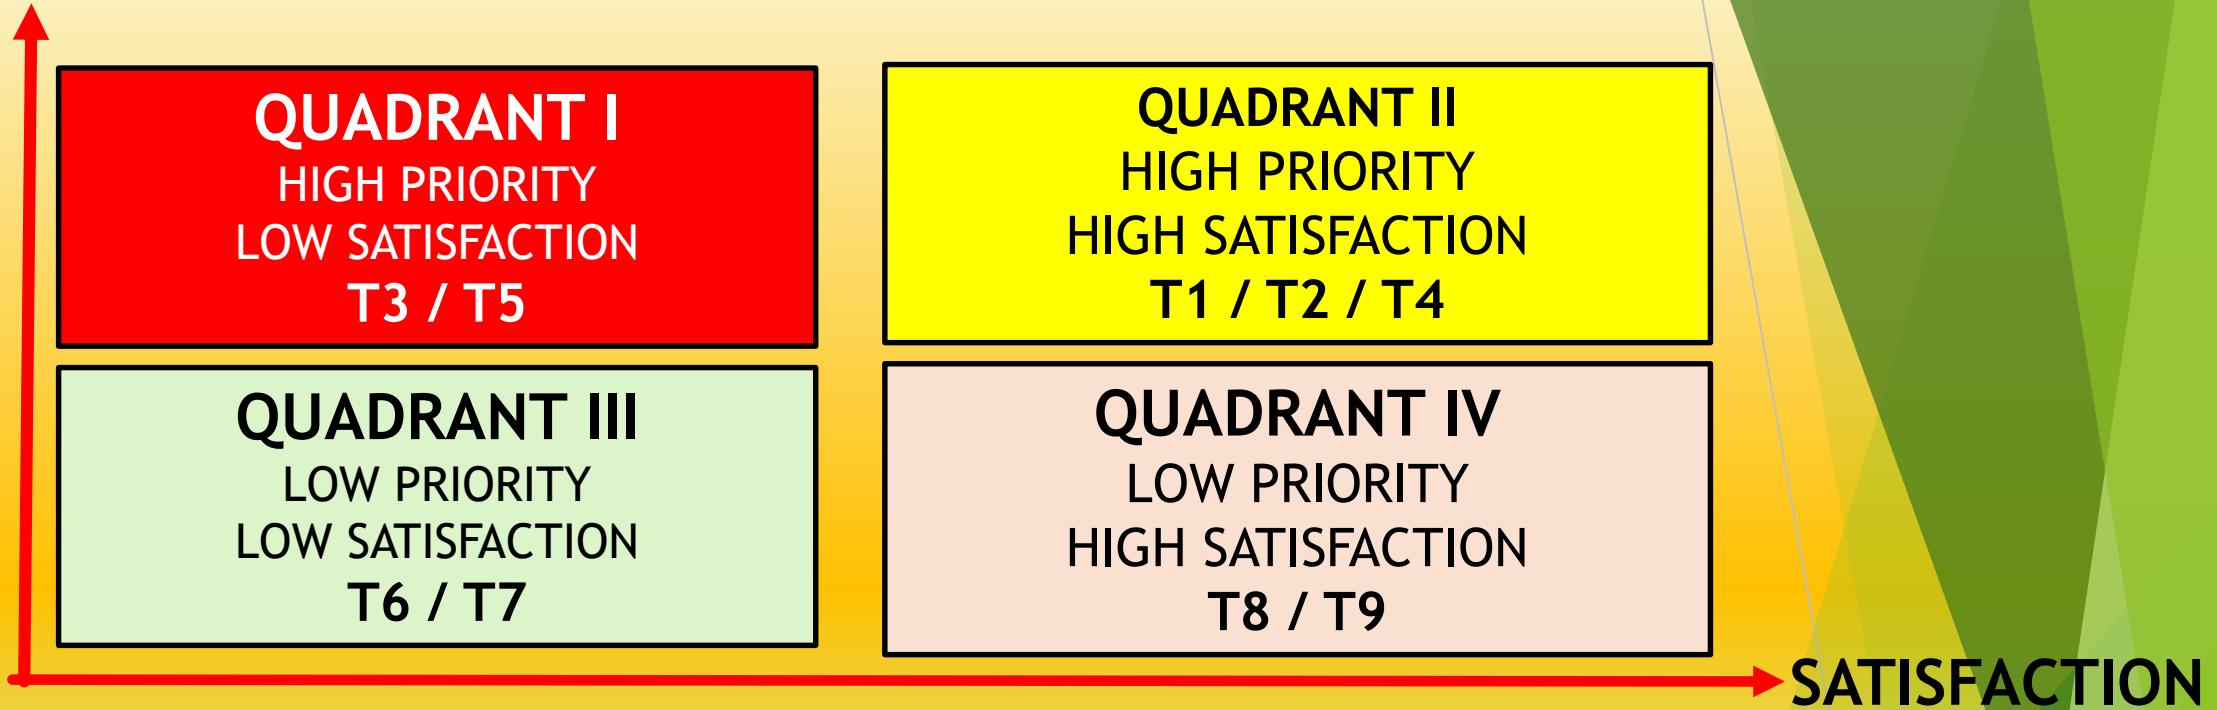 QUADRANT I
HIGH PRIORITY
LOW SATISFACTION
T3 / T5
QUADRANT II
HIGH PRIORITY
HIGH SATISFACTION
T1 / T2 / T4
QUADRANT III
LOW PRIORITY
LOW SATISFACTION
T6 / T7
QUADRANT IV
LOW PRIORITY
HIGH SATISFACTION
T8 / T9
SATISFACTION